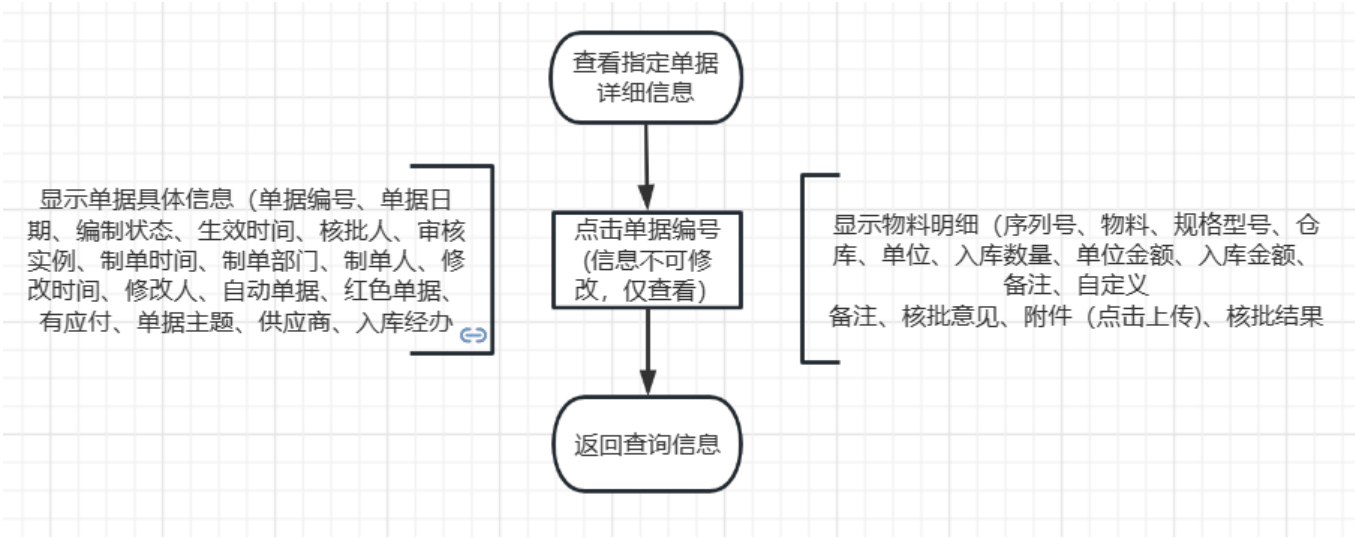 查看指定单据
详细信息
显示单据具体信息（单据编号、单据日
期、编制状态、生效时间、核批人、审核
实例、制单时间、制单部门、制单人、修
改时间、修改人、自动单据、红色单据、
有应付、单据主题、供应商、入库经办
点击单据编号
(信息不可修
改，仅查看）
显示物料明细（序列号、物料、规格型号、仓
库、单位、入库数量、单位金额、入库金额、
备注、自定义
备注、核批意见、附件（点击上传)、核批结果
返回查询信息